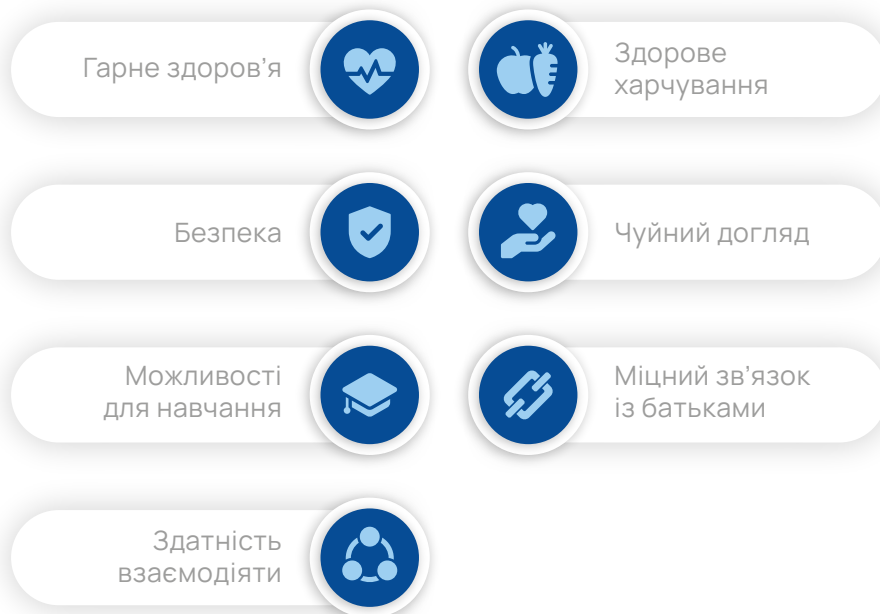 Гарне здоров’я
Здорове
харчування
Безпека
Чуйний догляд
Можливості
для навчання
Міцний зв’язок
із батьками
Здатність
взаємодіяти